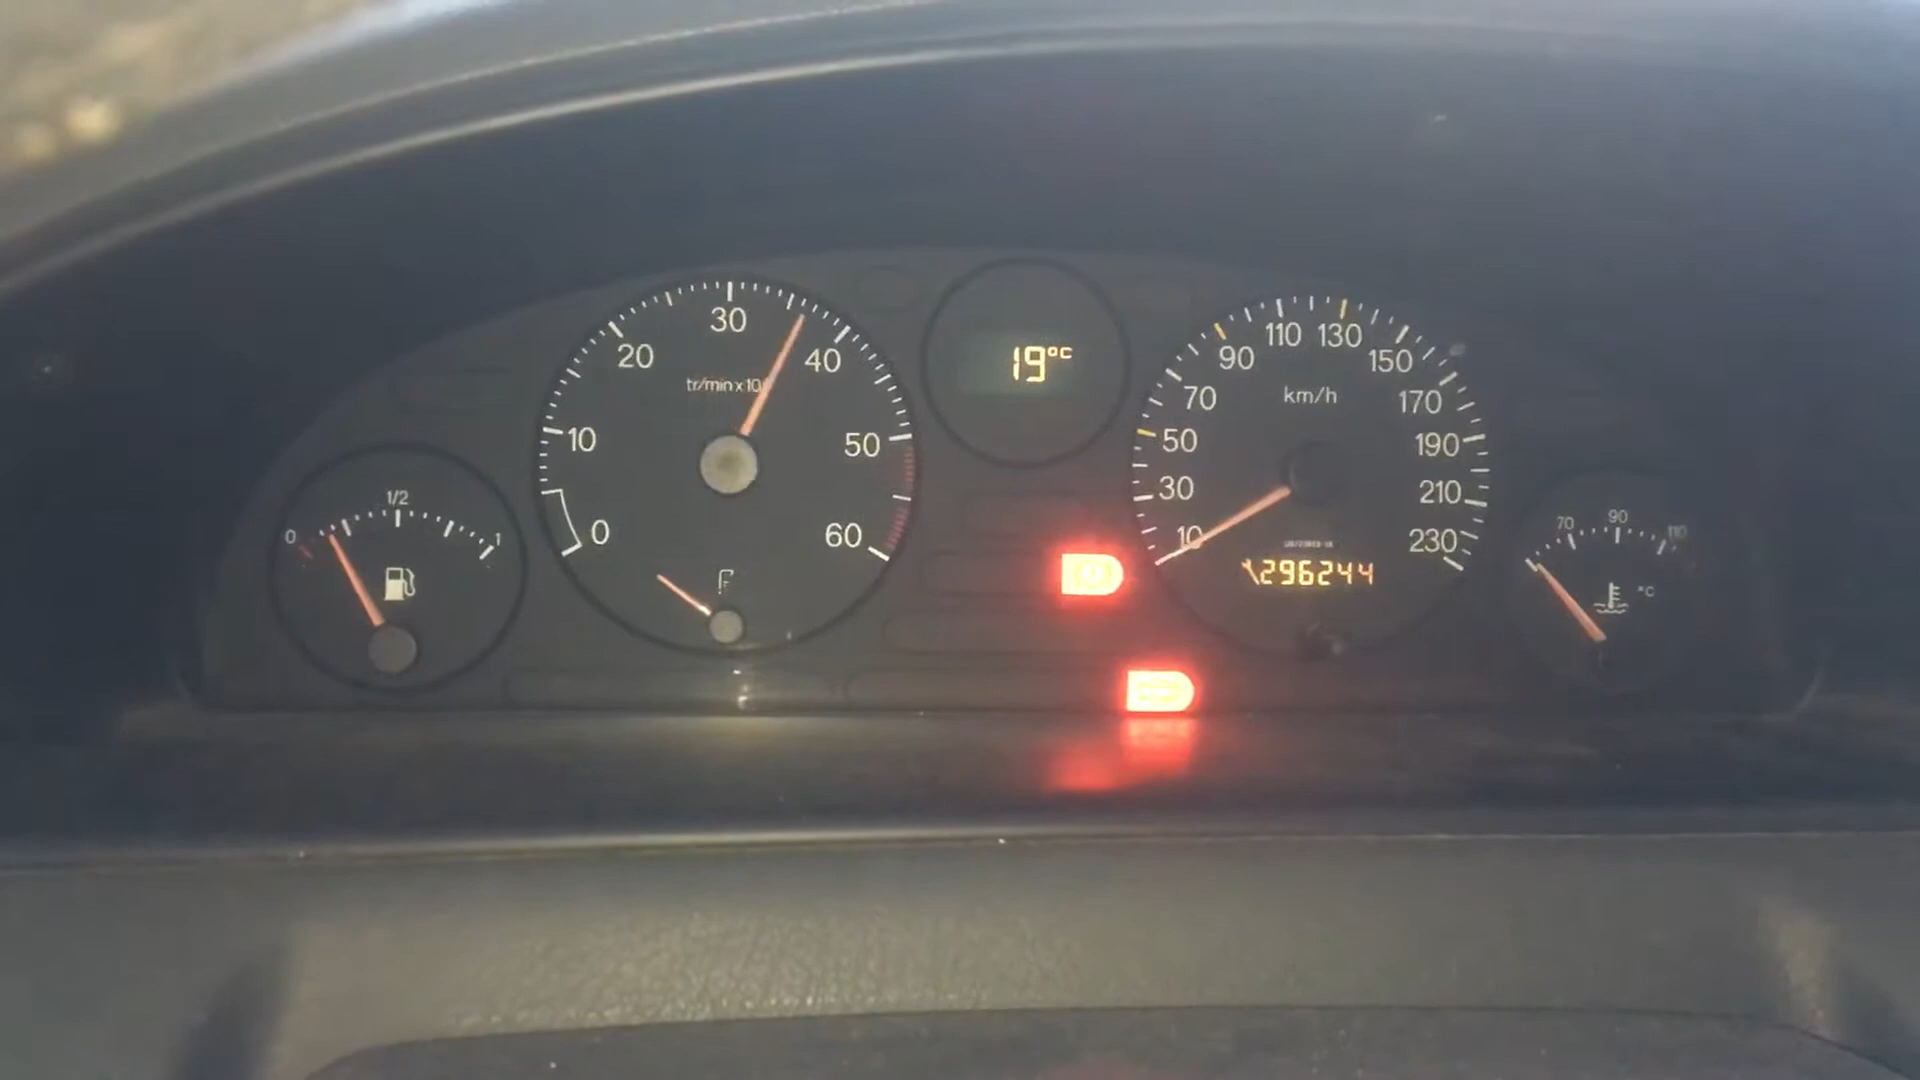 0 1/2 1
0 10 20 30 40 50 60
tr/min x 10
19°C
10 30 50 70 90 110 130 150 170 190 210 230
km/h
296244
70 90 110
°C